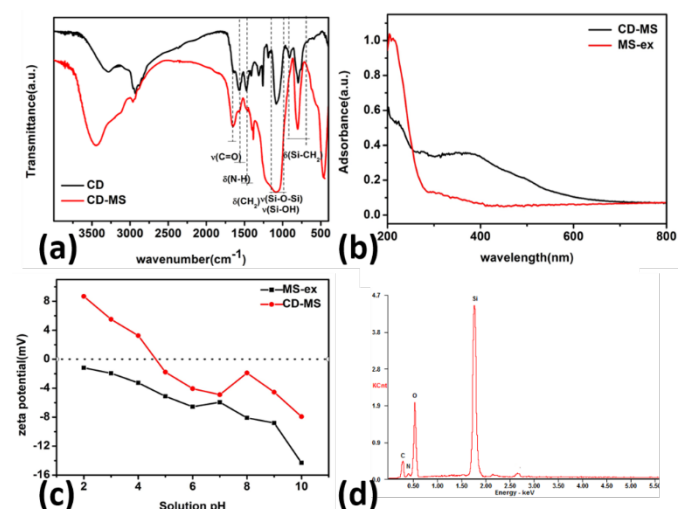 Transmittance(a.u.)
ν(C=O)
δ(N-H)
δ(Si-CH2)
δ(CH2)
ν(Si-O-Si)
ν(Si-OH)
CD
CD-MS
(a)
4000 3500 3000 2500 2000 1500 1000 500
wavenumber(cm-1)
Adsorbance(a.u.)
1.0
0.8
0.6
0.4
0.2
0.0
CD-MS
MS-ex
(b)
200 400 600 800
wavelength(nm)
zeta potential(mV)
8
4
0
-4
-8
-12
-16
MS-ex
CD-MS
(c)
2 4 6 8 10
Solution pH
4.7
3.8
2.8
KCnt
1.9
0.9
0.0
C
N
O
Si
(d)
0.50 1.00 1.50 2.00 2.50 3.00 3.50 4.00 4.50 5.00 5.5
Energy - keV